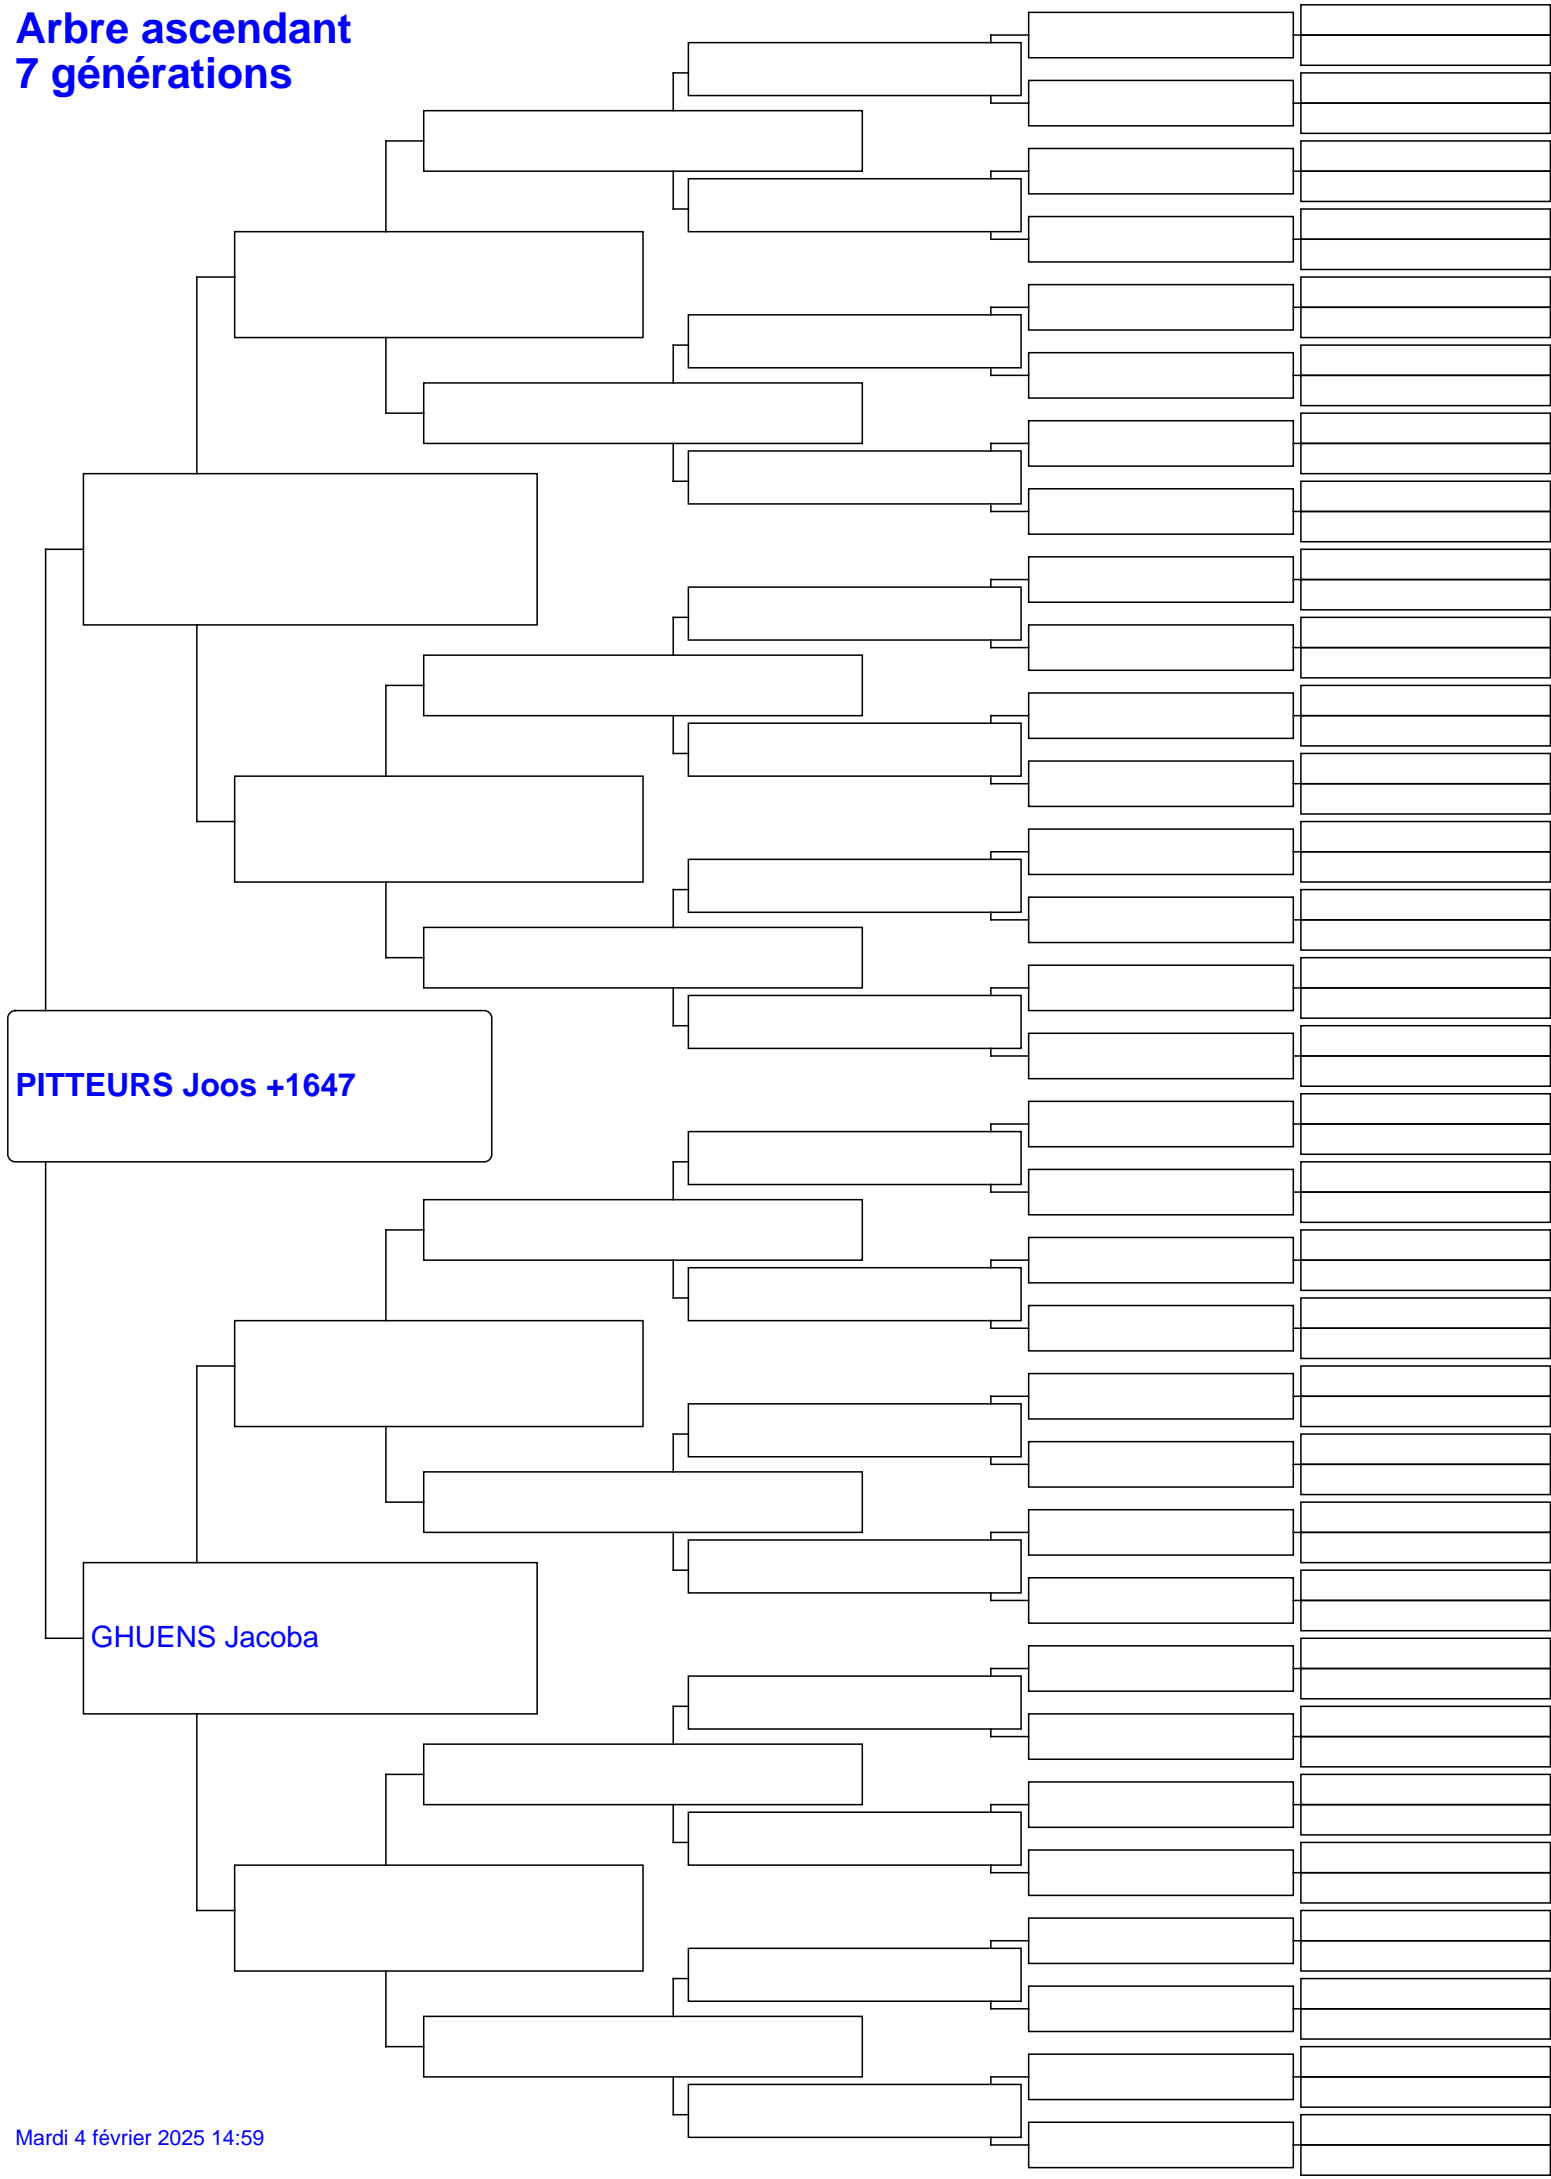 Arbre ascendant
7 générations
PITTEURS Joos +1647
GHUENS Jacoba
Mardi 4 février 2025 14:59